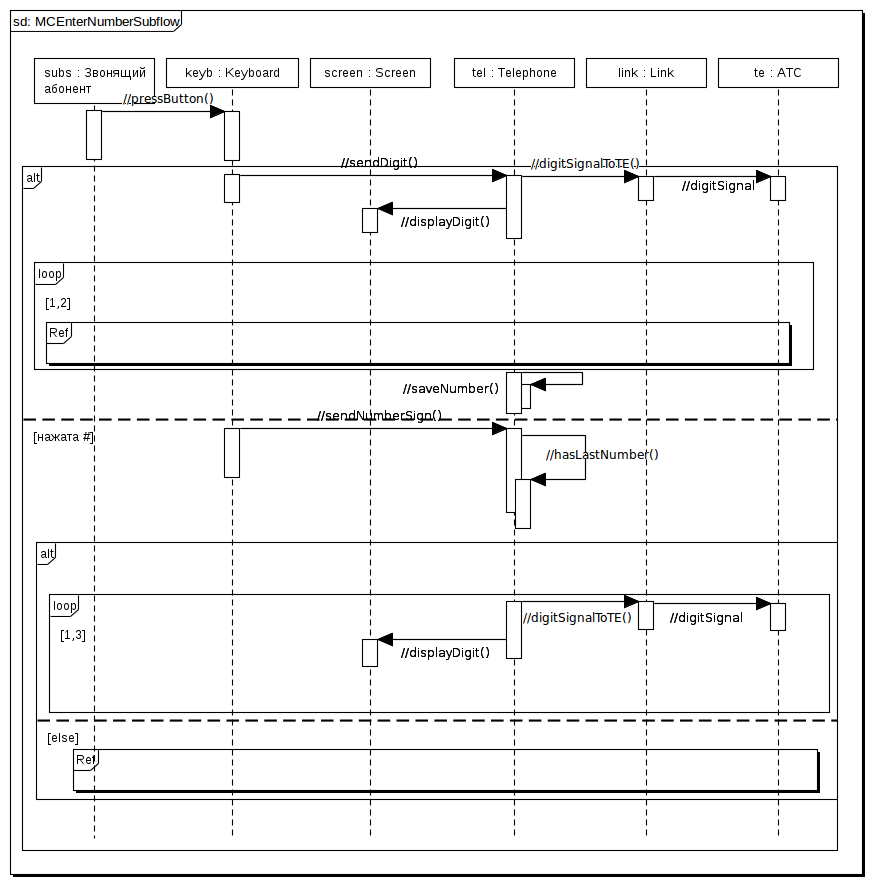 sd: MCEnterNumberSubflow
subs : Звонящий
абонент
keyb : Keyboard
screen : Screen
tel : Telephone
link : Link
te : ATC
//pressButton()
alt
//sendDigit()
//digitSignalToTE()
//digitSignal
//displayDigit()
loop
[1,2]
Ref
//saveNumber()
//sendNumberSign()
[нажата #]
//hasLastNumber()
alt
loop
//digitSignalToTE()
//digitSignal
[1,3]
//displayDigit()
[else]
Ref